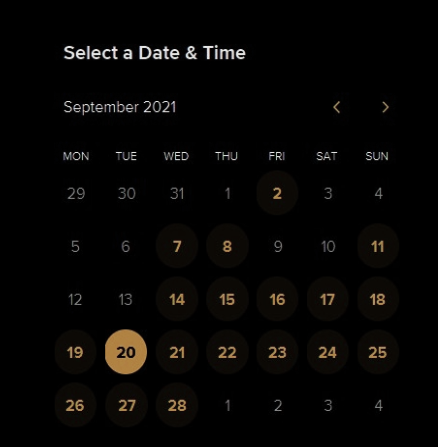 Select a Date & Time
September 2021
MON TUE WED THU FRI SAT SUN
29 30 31 1 2 3 4
5 6 7 8 9 10 11
12 13 14 15 16 17 18
19 20 21 22 23 24 25
26 27 28 1 2 3 4